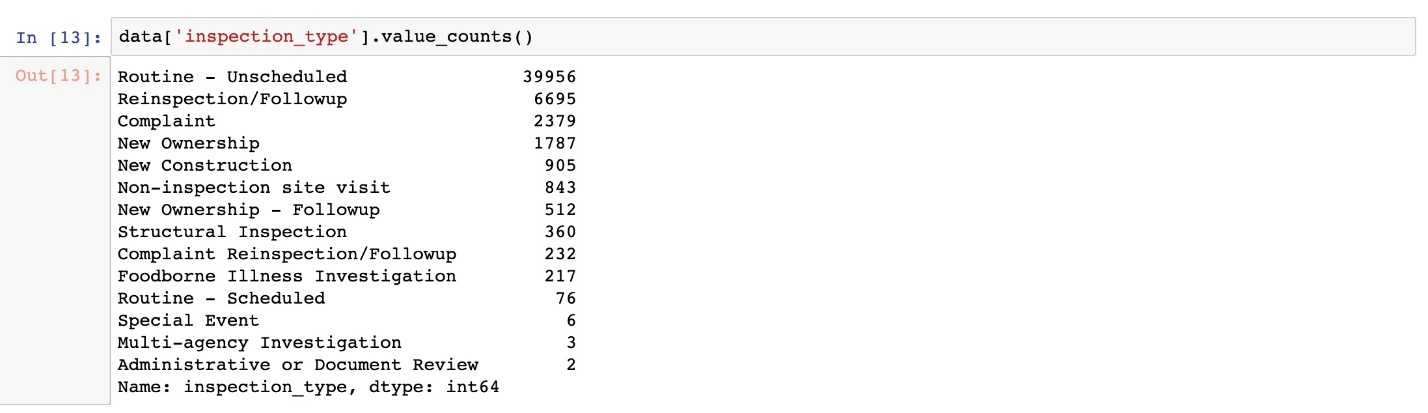 In [13]: data['inspection_type'].value_counts()
Out[13]: Routine - Unscheduled 39956
Reinspection/Followup 6695
Complaint 2379
New Ownership 1787
New Construction 905
Non-inspection site visit 843
New Ownership - Followup 512
Structural Inspection 360
Complaint Reinspection/Followup 232
Foodborne Illness Investigation 217
Routine - Scheduled 76
Special Event 6
Multi-agency Investigation 3
Administrative or Document Review 2
Name: inspection_type, dtype: int64